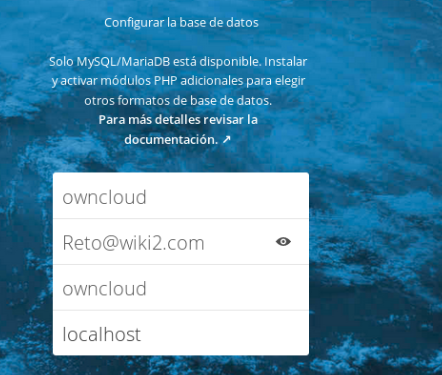 Configurar la base de datos
Solo MySQL/MariaDB está disponible. Instalar
y activar módulos PHP adicionales para elegir
otros formatos de base de datos.
Para más detalles revisar la
documentación. ↗
owncloud
Reto@wiki2.com
owncloud
localhost